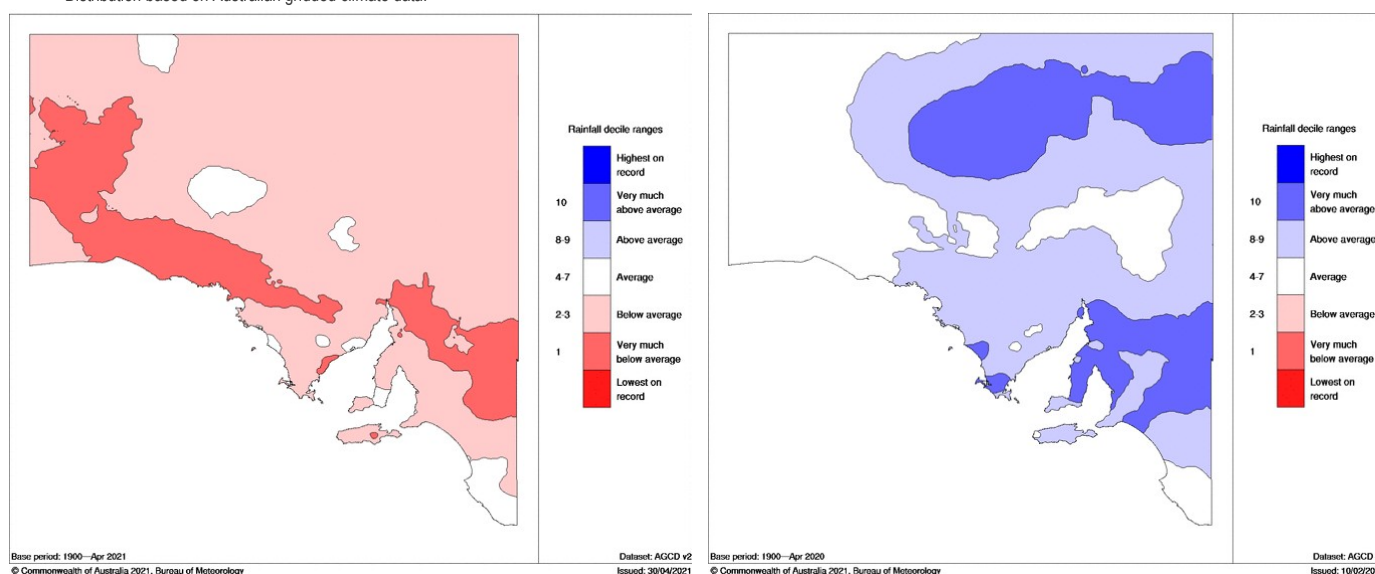 Distribution based on Australian gridded climate data.
Rainfall decile ranges
Highest on
record
10
Very much
above average
8-9
Above average
4-7
Average
2-3
Below average
1
Very much
below average
Lowest on
record
Base period: 1900—Apr 2021
Dataset: AGCD v2
© Commonwealth of Australia 2021, Bureau of Meteorology
Issued: 30/04/2021
Rainfall decile ranges
Highest on
record
10
Very much
above average
8-9
Above average
4-7
Average
2-3
Below average
1
Very much
below average
Lowest on
record
Base period: 1900—Apr 2020
Dataset: AGCD
© Commonwealth of Australia 2021, Bureau of Meteorology
Issued: 10/02/20